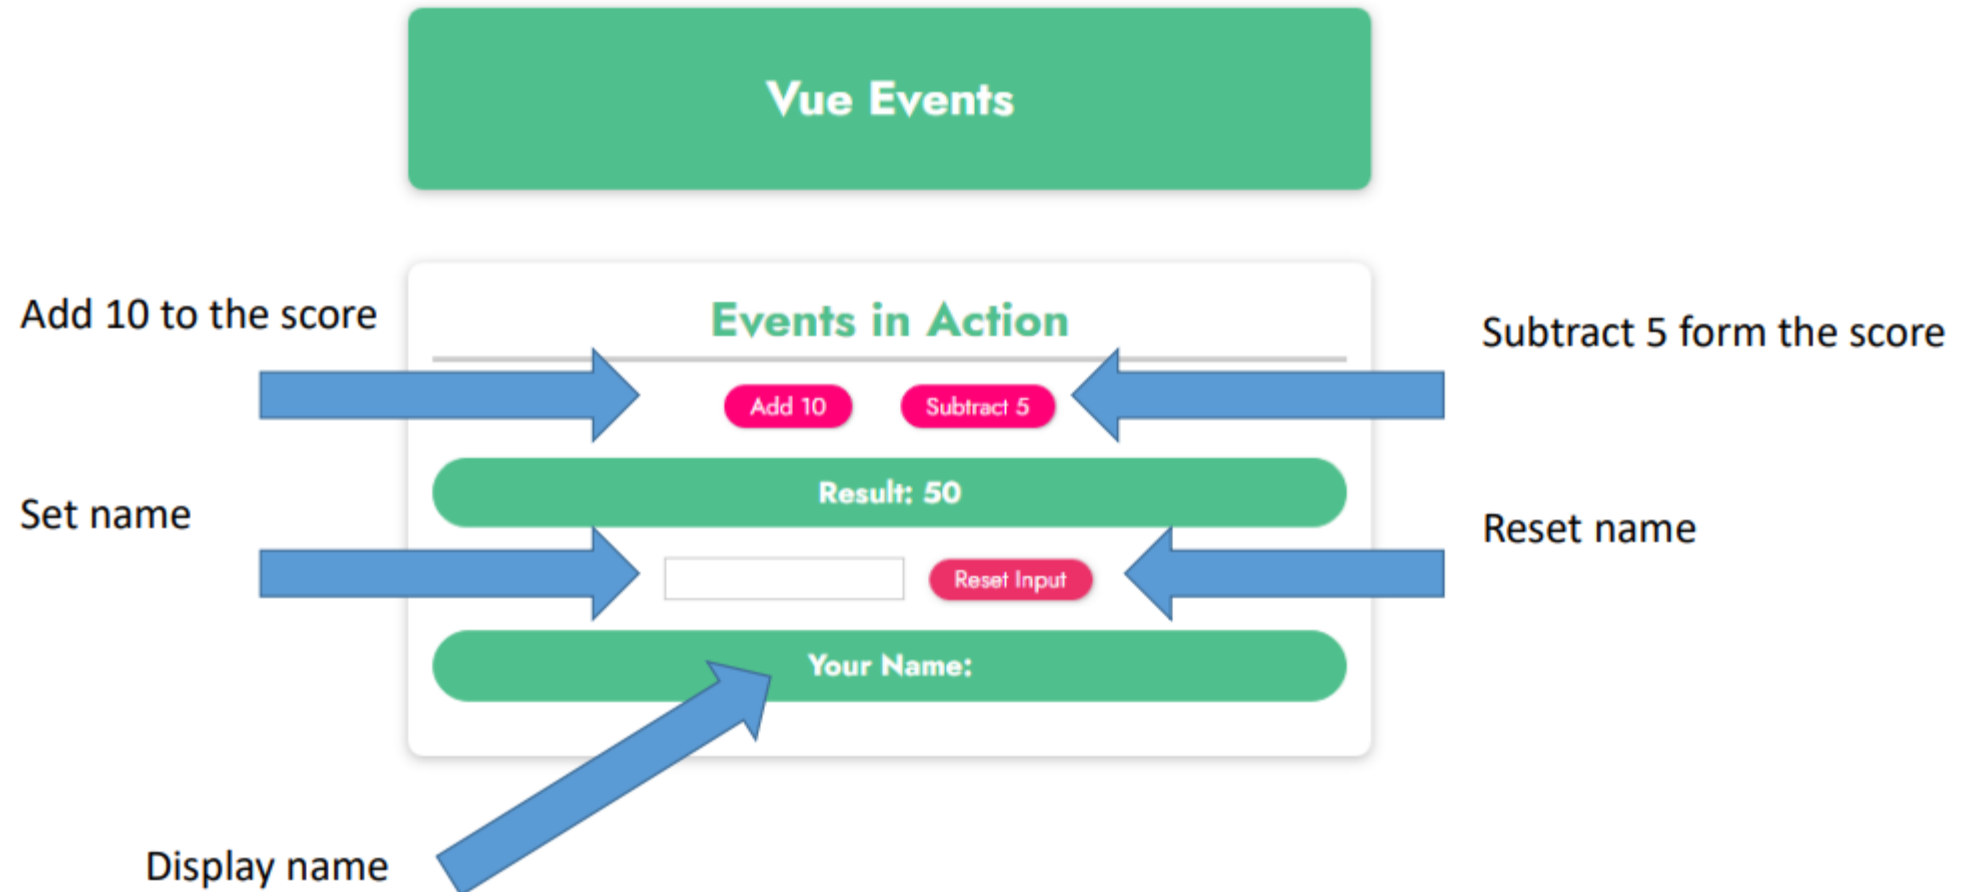 Vue Events
Add 10 to the score
Events in Action
Subtract 5 form the score
Add 10
Subtract 5
Set name
Result: 50
Reset name
Reset Input
Your Name:
Display name